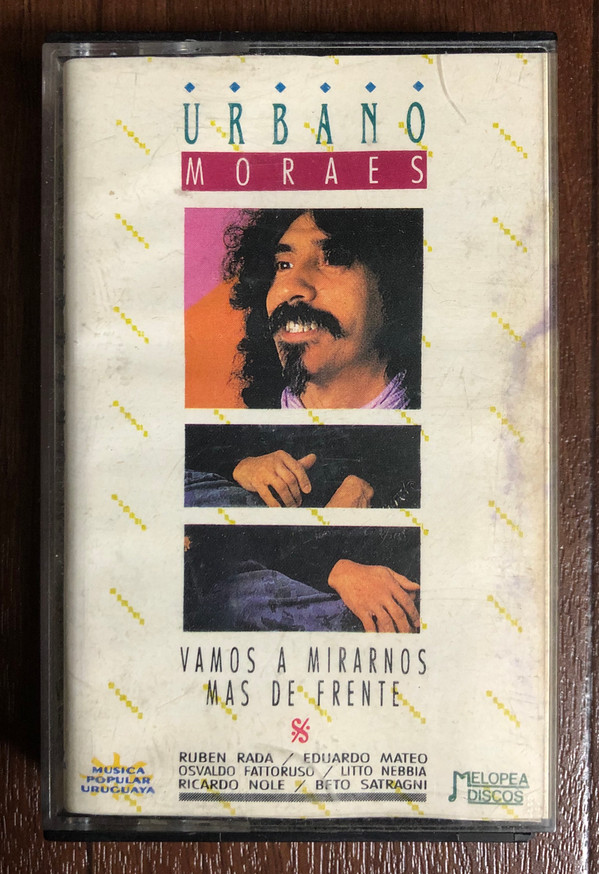 URBANO
MORAES
VAMOS A MIRARNOS
MAS DE FRENTE
RUBEN RADA / EDUARDO MATEO
OSVALDO FATTORUSO / LITTO NEBBIA
RICARDO NOLE / BETO SATRAGNI
MUSICA
POPULAR
URUGUAYA
MELOPEA
DISCOS